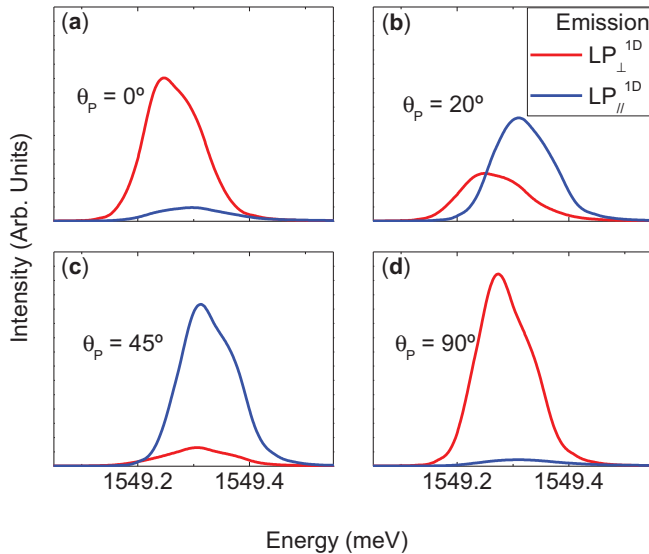 (a)
θP = 0º
(b)
θP = 20º
Emission
LP⊥ 1D
LP// 1D
(c)
θP = 45º
(d)
θP = 90º
1549.2
1549.4
1549.2
1549.4
Intensity (Arb. Units)
Energy (meV)